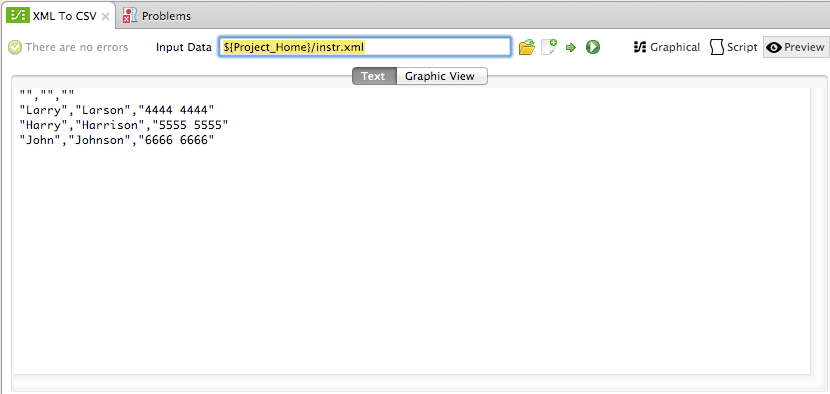 XML To CSV Problems
There are no errors Input Data ${Project_Home}/instr.xml Graphical Script Preview
Text Graphic View
"","",""
"Larry","Larson","4444 4444"
"Harry","Harrison","5555 5555"
"John","Johnson","6666 6666"